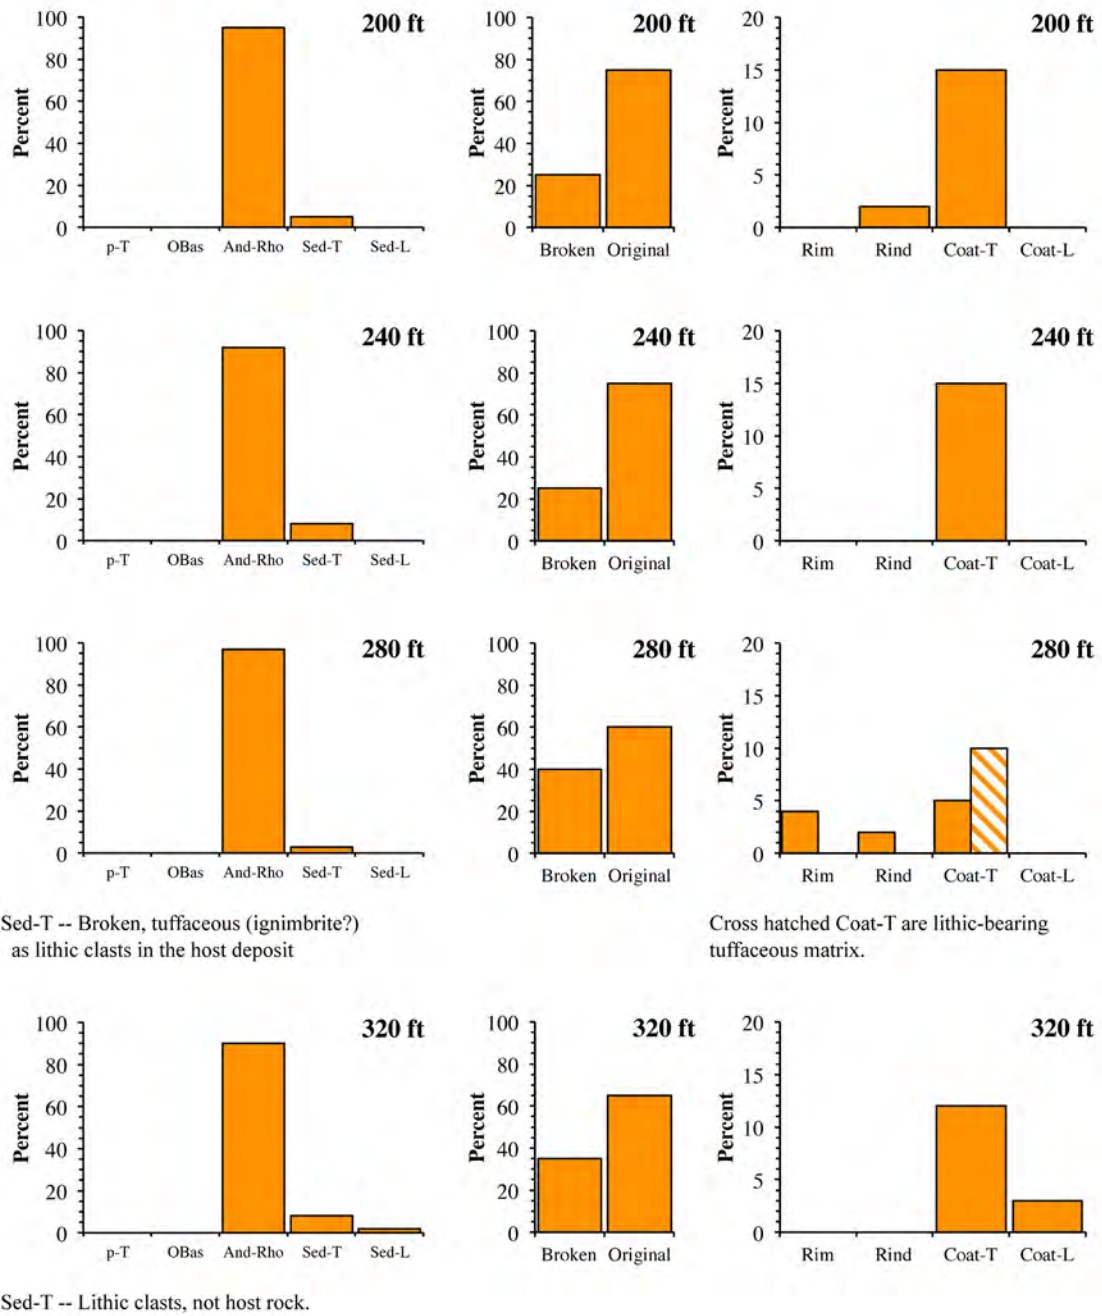 200 ft
Percent
100
80
60
40
20
0
p-T OBas And-Rho Sed-T Sed-L
200 ft
Percent
100
80
60
40
20
0
Broken Original
200 ft
Percent
20
15
10
5
0
Rim Rind Coat-T Coat-L
240 ft
Percent
100
80
60
40
20
0
p-T OBas And-Rho Sed-T Sed-L
240 ft
Percent
100
80
60
40
20
0
Broken Original
240 ft
Percent
20
15
10
5
0
Rim Rind Coat-T Coat-L
280 ft
Percent
100
80
60
40
20
0
p-T OBas And-Rho Sed-T Sed-L
280 ft
Percent
100
80
60
40
20
0
Broken Original
280 ft
Percent
20
15
10
5
0
Rim Rind Coat-T Coat-L
Sed-T -- Broken, tuffaceous (ignimbrite?)
as lithic clasts in the host deposit
Cross hatched Coat-T are lithic-bearing
tuffaceous matrix.
320 ft
Percent
100
80
60
40
20
0
p-T OBas And-Rho Sed-T Sed-L
320 ft
Percent
100
80
60
40
20
0
Broken Original
320 ft
Percent
20
15
10
5
0
Rim Rind Coat-T Coat-L
Sed-T -- Lithic clasts, not host rock.